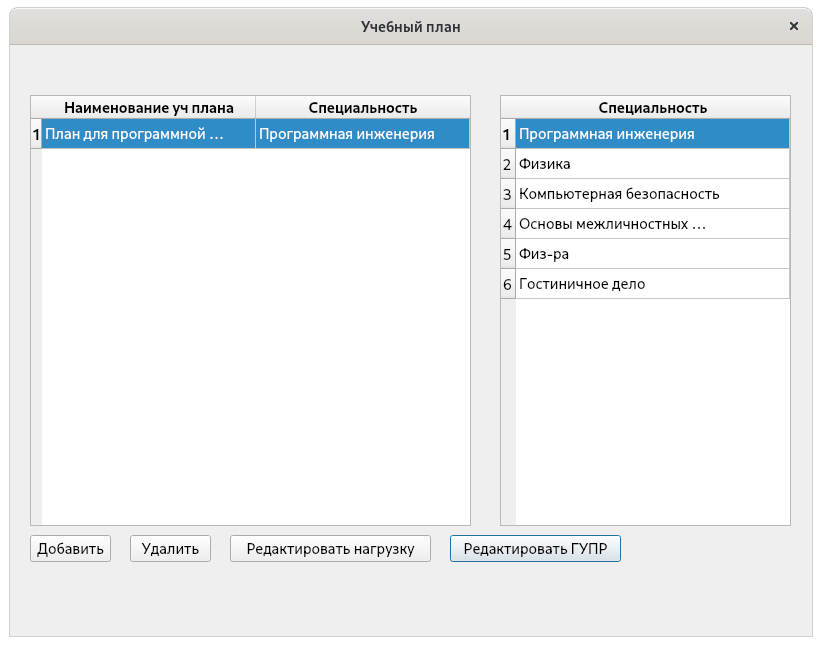 Учебный план
Наименование уч плана Специальность
1 План для программной ... Программная инженерия
Специальность
1 Программная инженерия
2 Физика
3 Компьютерная безопасность
4 Основы межличностных ...
5 Физ-ра
6 Гостиничное дело
Добавить Удалить Редактировать нагрузку Редактировать ГУПР